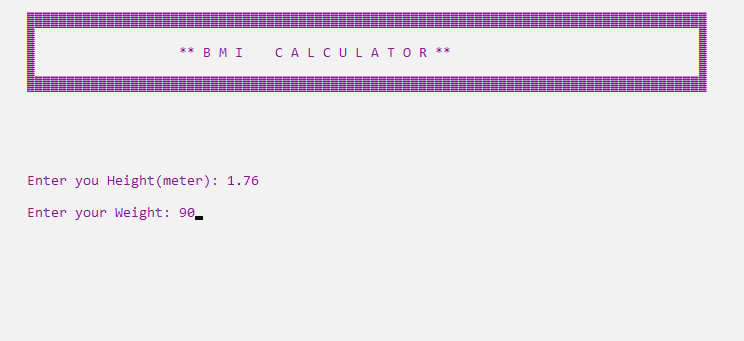 ** B M I    C A L C U L A T O R **
Enter you Height(meter): 1.76
Enter your Weight: 90